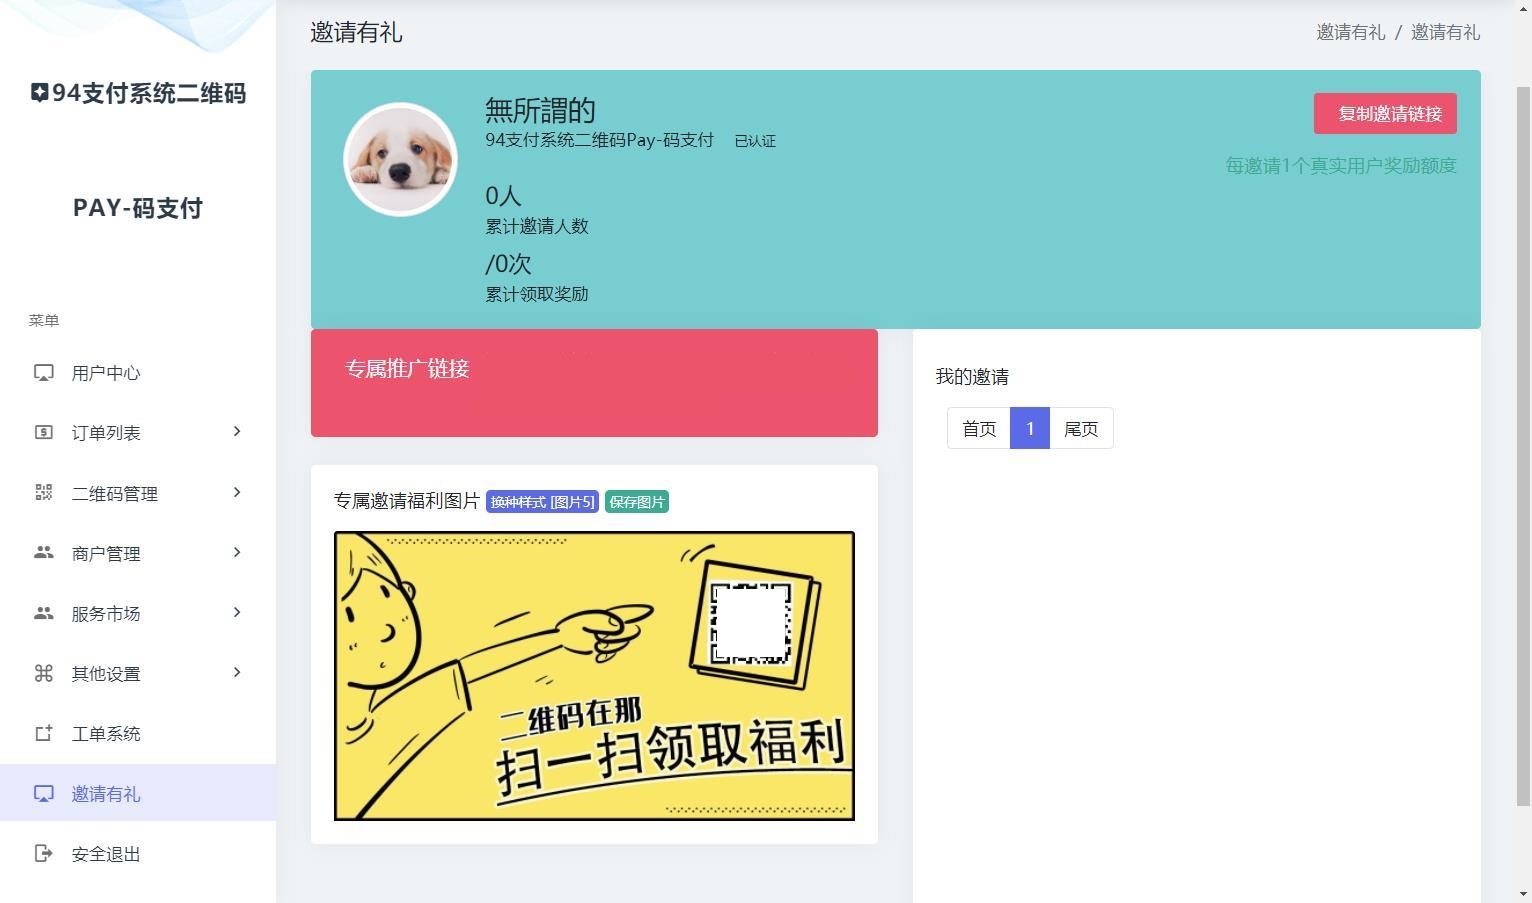 94支付系统二维码
PAY-码支付
菜单
用户中心
订单列表
二维码管理
商户管理
服务市场
其他设置
工单系统
邀请有礼
安全退出
邀请有礼
邀请有礼 / 邀请有礼
無所謂的
94支付系统二维码Pay-码支付 已认证
0人
累计邀请人数
/0次
累计领取奖励
复制邀请链接
每邀请1个真实用户奖励额度
专属推广链接
专属邀请福利图片 换种样式 [图片5] 保存图片
二维码在那
扫一扫领取福利
我的邀请
首页 1 尾页